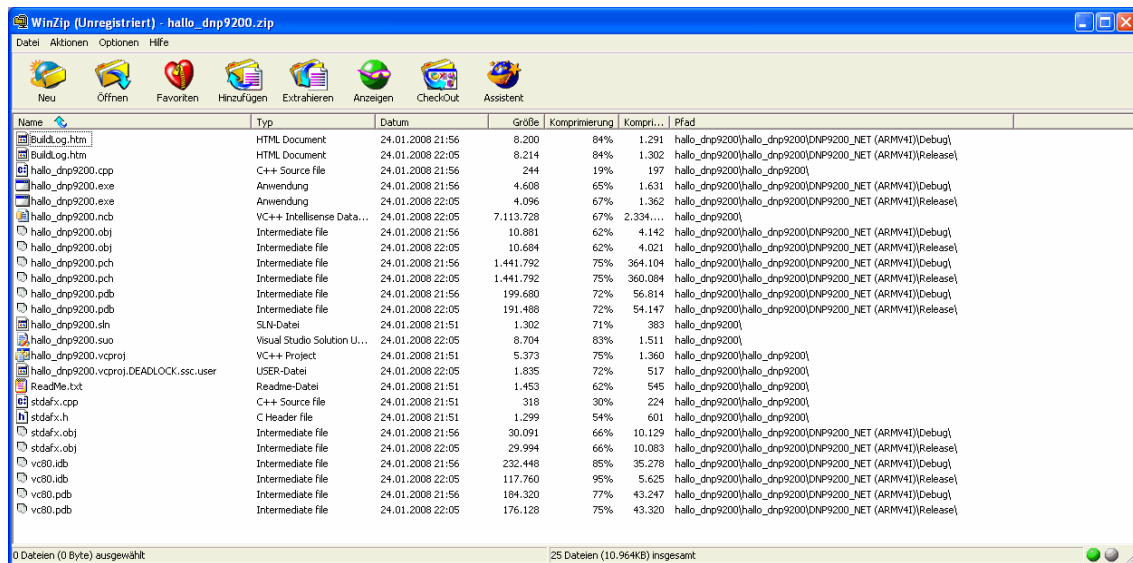 WinZip (Unregistriert) - hallo_dnp9200.zip
Datei Aktionen Optionen Hilfe
Neu Öffnen Favoriten Hinzufügen Extrahieren Anzeigen CheckOut Assistent
Name Typ Datum Größe Komprimierung Kompri... Pfad
BuildLog.htm HTML Document 24.01.2008 21:56 8.200 84% 1.291 hallo_dnp9200\hallo_dnp9200\DNP9200_NET (ARMV4I)\Debug\
BuildLog.htm HTML Document 24.01.2008 22:05 8.214 84% 1.302 hallo_dnp9200\hallo_dnp9200\DNP9200_NET (ARMV4I)\Release\
hallo_dnp9200.cpp C++ Source file 24.01.2008 21:56 244 19% 197 hallo_dnp9200\hallo_dnp9200\
hallo_dnp9200.exe Anwendung 24.01.2008 21:56 4.608 65% 1.631 hallo_dnp9200\hallo_dnp9200\DNP9200_NET (ARMV4I)\Debug\
hallo_dnp9200.exe Anwendung 24.01.2008 22:05 4.096 67% 1.362 hallo_dnp9200\hallo_dnp9200\DNP9200_NET (ARMV4I)\Release\
hallo_dnp9200.ncb VC++ Intellisense Data... 24.01.2008 22:05 7.113.728 67% 2.334.... hallo_dnp9200\
hallo_dnp9200.obj Intermediate file 24.01.2008 21:56 10.881 62% 4.142 hallo_dnp9200\hallo_dnp9200\DNP9200_NET (ARMV4I)\Debug\
hallo_dnp9200.obj Intermediate file 24.01.2008 22:05 10.684 62% 4.021 hallo_dnp9200\hallo_dnp9200\DNP9200_NET (ARMV4I)\Release\
hallo_dnp9200.pch Intermediate file 24.01.2008 21:56 1.441.792 75% 364.104 hallo_dnp9200\hallo_dnp9200\DNP9200_NET (ARMV4I)\Debug\
hallo_dnp9200.pch Intermediate file 24.01.2008 22:05 1.441.792 75% 360.084 hallo_dnp9200\hallo_dnp9200\DNP9200_NET (ARMV4I)\Release\
hallo_dnp9200.pdb Intermediate file 24.01.2008 21:56 199.680 72% 56.814 hallo_dnp9200\hallo_dnp9200\DNP9200_NET (ARMV4I)\Debug\
hallo_dnp9200.pdb Intermediate file 24.01.2008 22:05 191.488 72% 54.147 hallo_dnp9200\hallo_dnp9200\DNP9200_NET (ARMV4I)\Release\
hallo_dnp9200.sln SLN-Datei 24.01.2008 21:51 1.302 71% 383 hallo_dnp9200\
hallo_dnp9200.suo Visual Studio Solution U... 24.01.2008 22:05 8.704 83% 1.511 hallo_dnp9200\
hallo_dnp9200.vcproj VC++ Project 24.01.2008 21:51 5.373 75% 1.360 hallo_dnp9200\hallo_dnp9200\
hallo_dnp9200.vcproj.DEADLOCK.ssc.user USER-Datei 24.01.2008 22:05 1.835 72% 517 hallo_dnp9200\hallo_dnp9200\
ReadMe.txt Readme-Datei 24.01.2008 21:51 1.453 62% 545 hallo_dnp9200\hallo_dnp9200\
stdafx.cpp C++ Source file 24.01.2008 21:51 318 30% 224 hallo_dnp9200\hallo_dnp9200\
stdafx.h C Header file 24.01.2008 21:51 1.299 54% 601 hallo_dnp9200\hallo_dnp9200\
stdafx.obj Intermediate file 24.01.2008 21:56 30.091 66% 10.129 hallo_dnp9200\hallo_dnp9200\DNP9200_NET (ARMV4I)\Debug\
stdafx.obj Intermediate file 24.01.2008 22:05 29.994 66% 10.083 hallo_dnp9200\hallo_dnp9200\DNP9200_NET (ARMV4I)\Release\
vc80.idb Intermediate file 24.01.2008 21:56 232.448 85% 35.278 hallo_dnp9200\hallo_dnp9200\DNP9200_NET (ARMV4I)\Debug\
vc80.idb Intermediate file 24.01.2008 22:05 117.760 95% 5.625 hallo_dnp9200\hallo_dnp9200\DNP9200_NET (ARMV4I)\Release\
vc80.pdb Intermediate file 24.01.2008 21:56 184.320 77% 43.247 hallo_dnp9200\hallo_dnp9200\DNP9200_NET (ARMV4I)\Debug\
vc80.pdb Intermediate file 24.01.2008 22:05 176.128 75% 43.320 hallo_dnp9200\hallo_dnp9200\DNP9200_NET (ARMV4I)\Release\
0 Dateien (0 Byte) ausgewählt 25 Dateien (10.964KB) insgesamt